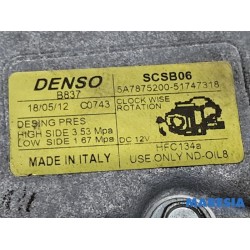 DENSO
SCSB06
B837
5A7875200-51747318
18/05/12 C0743
CLOCK WISE
ROTATION
DESING PRES
HIGH SIDE 3.53 Mpa
LOW SIDE 1.67 Mpa
DC 12V
HFC134a
MADE IN ITALY
USE ONLY ND-OIL8
MARESIA